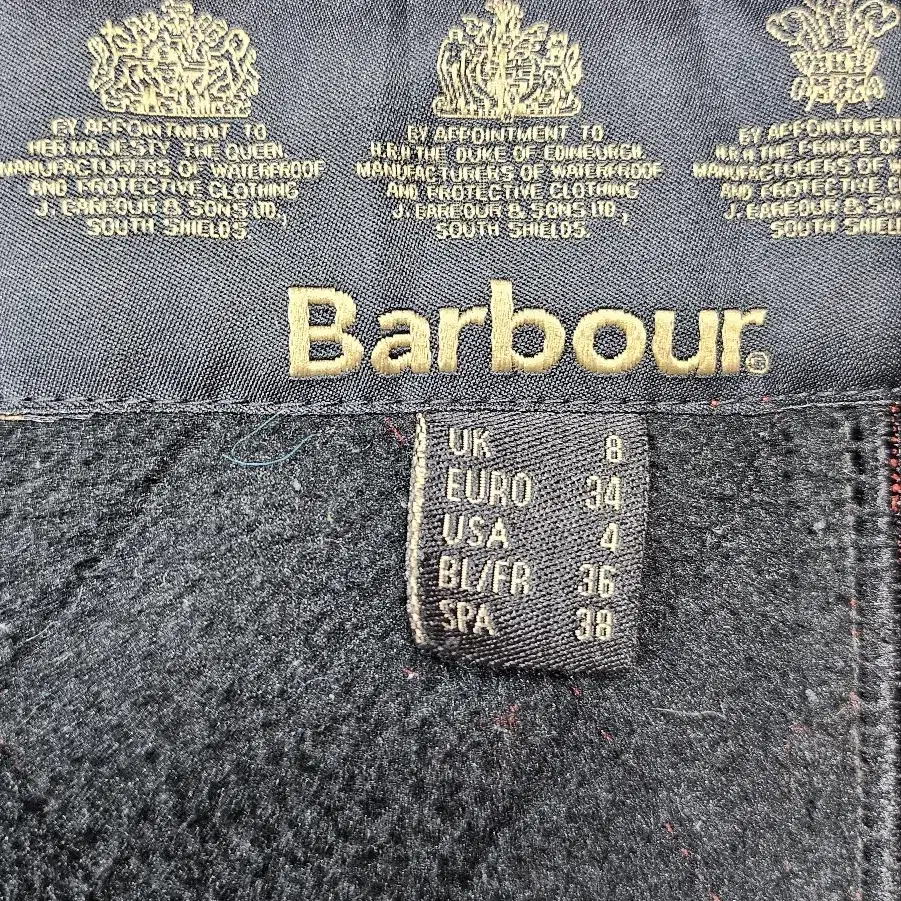 BY APPOINTMENT TO
HER MAJESTY THE QUEEN
MANUFACTURERS OF WATERPROOF
AND PROTECTIVE CLOTHING
J. BARBOUR & SONS LTD.,
SOUTH SHIELDS.
BY APPOINTMENT TO
H.R.H THE DUKE OF EDINBURGH
MANUFACTURERS OF WATERPROOF
AND PROTECTIVE CLOTHING
J. BARBOUR & SONS LTD.,
SOUTH SHIELDS.
BY APPOINTMENT
H.R.H THE PRINCE OF
MANUFACTURERS OF
AND PROTECTIVE
J. BARBOUR &
SOUTH
Barbour®
UK 8
EURO 34
USA 4
BL/FR 36
SPA 38